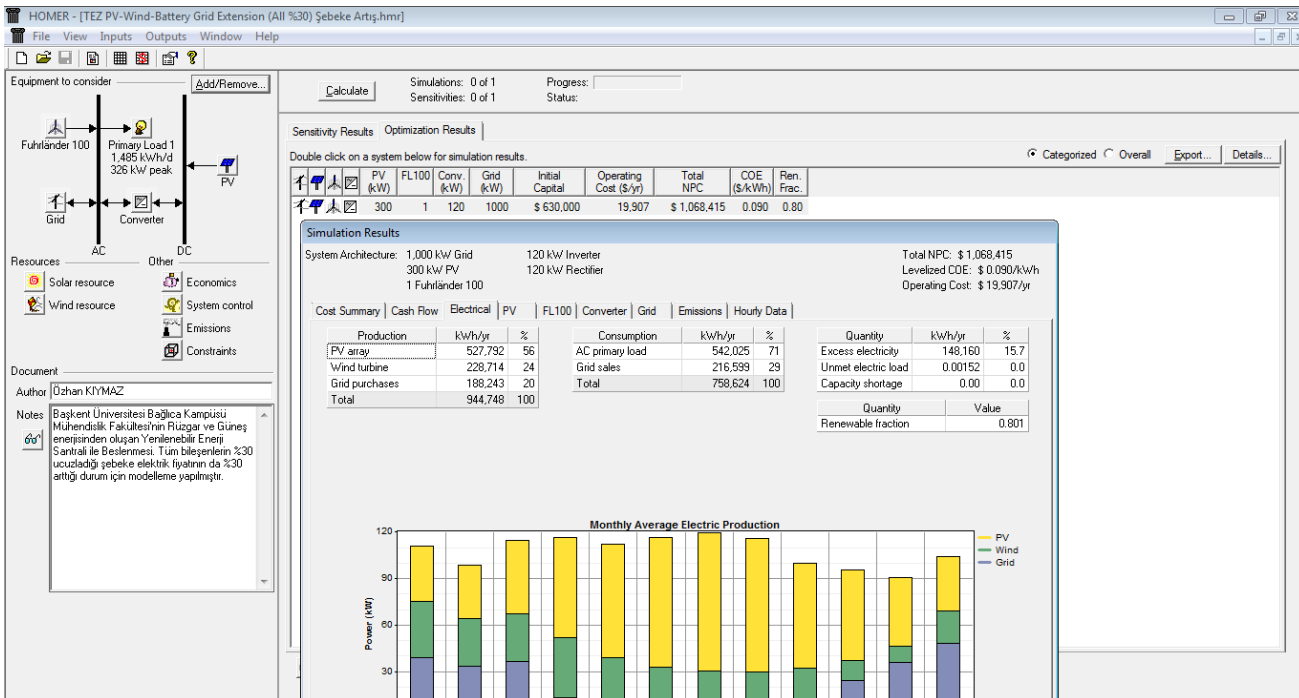 HOMER - [TEZ PV-Wind-Battery Grid Extension (All %30) Şebeke Artış.hmr]
File View Inputs Outputs Window Help
Equipment to consider
Add/Remove...
Fuhrländer 100
Primary Load 1
1,485 kWh/d
326 kW peak
PV
Grid
Converter
AC
DC
Resources
Other
Solar resource
Economics
Wind resource
System control
Emissions
Constraints
Document
Author Özhan KIYMAZ
Notes
Başkent Üniversitesi Bağlıca Kampüsü
Mühendislik Fakültesi'nin Rüzgar ve Güneş
enerjisinden oluşan Yenilenebilir Enerji
Santrali ile Beslenmesi. Tüm bileşenlerin %30
ucuzladığı şebeke elektrik fiyatının da %30
arttığı durum için modelleme yapılmıştır.
Calculate
Simulations: 0 of 1
Progress:
Sensitivities: 0 of 1
Status:
Sensitivity Results
Optimization Results
Double click on a system below for simulation results.
Categorized
Overall
Export...
Details...
PV (kW) FL100 Conv. (kW) Grid (kW) Initial Capital Operating Cost ($/yr) Total NPC COE ($/kWh) Ren. Frac.
300 1 120 1000 $ 630,000 19,907 $ 1,068,415 0.090 0.80
Simulation Results
System Architecture: 1,000 kW Grid 120 kW Inverter
300 kW PV 120 kW Rectifier
1 Fuhrländer 100
Total NPC: $ 1,068,415
Levelized COE: $ 0.090/kWh
Operating Cost: $ 19,907/yr
Cost Summary Cash Flow Electrical PV FL100 Converter Grid Emissions Hourly Data
Production kWh/yr %
PV array 527,792 56
Wind turbine 228,714 24
Grid purchases 188,243 20
Total 944,748 100
Consumption kWh/yr %
AC primary load 542,025 71
Grid sales 216,599 29
Total 758,624 100
Quantity kWh/yr %
Excess electricity 148,160 15.7
Unmet electric load 0.00152 0.0
Capacity shortage 0.00 0.0
Quantity Value
Renewable fraction 0.801
Monthly Average Electric Production
Power (kW)
120
90
60
30
PV
Wind
Grid